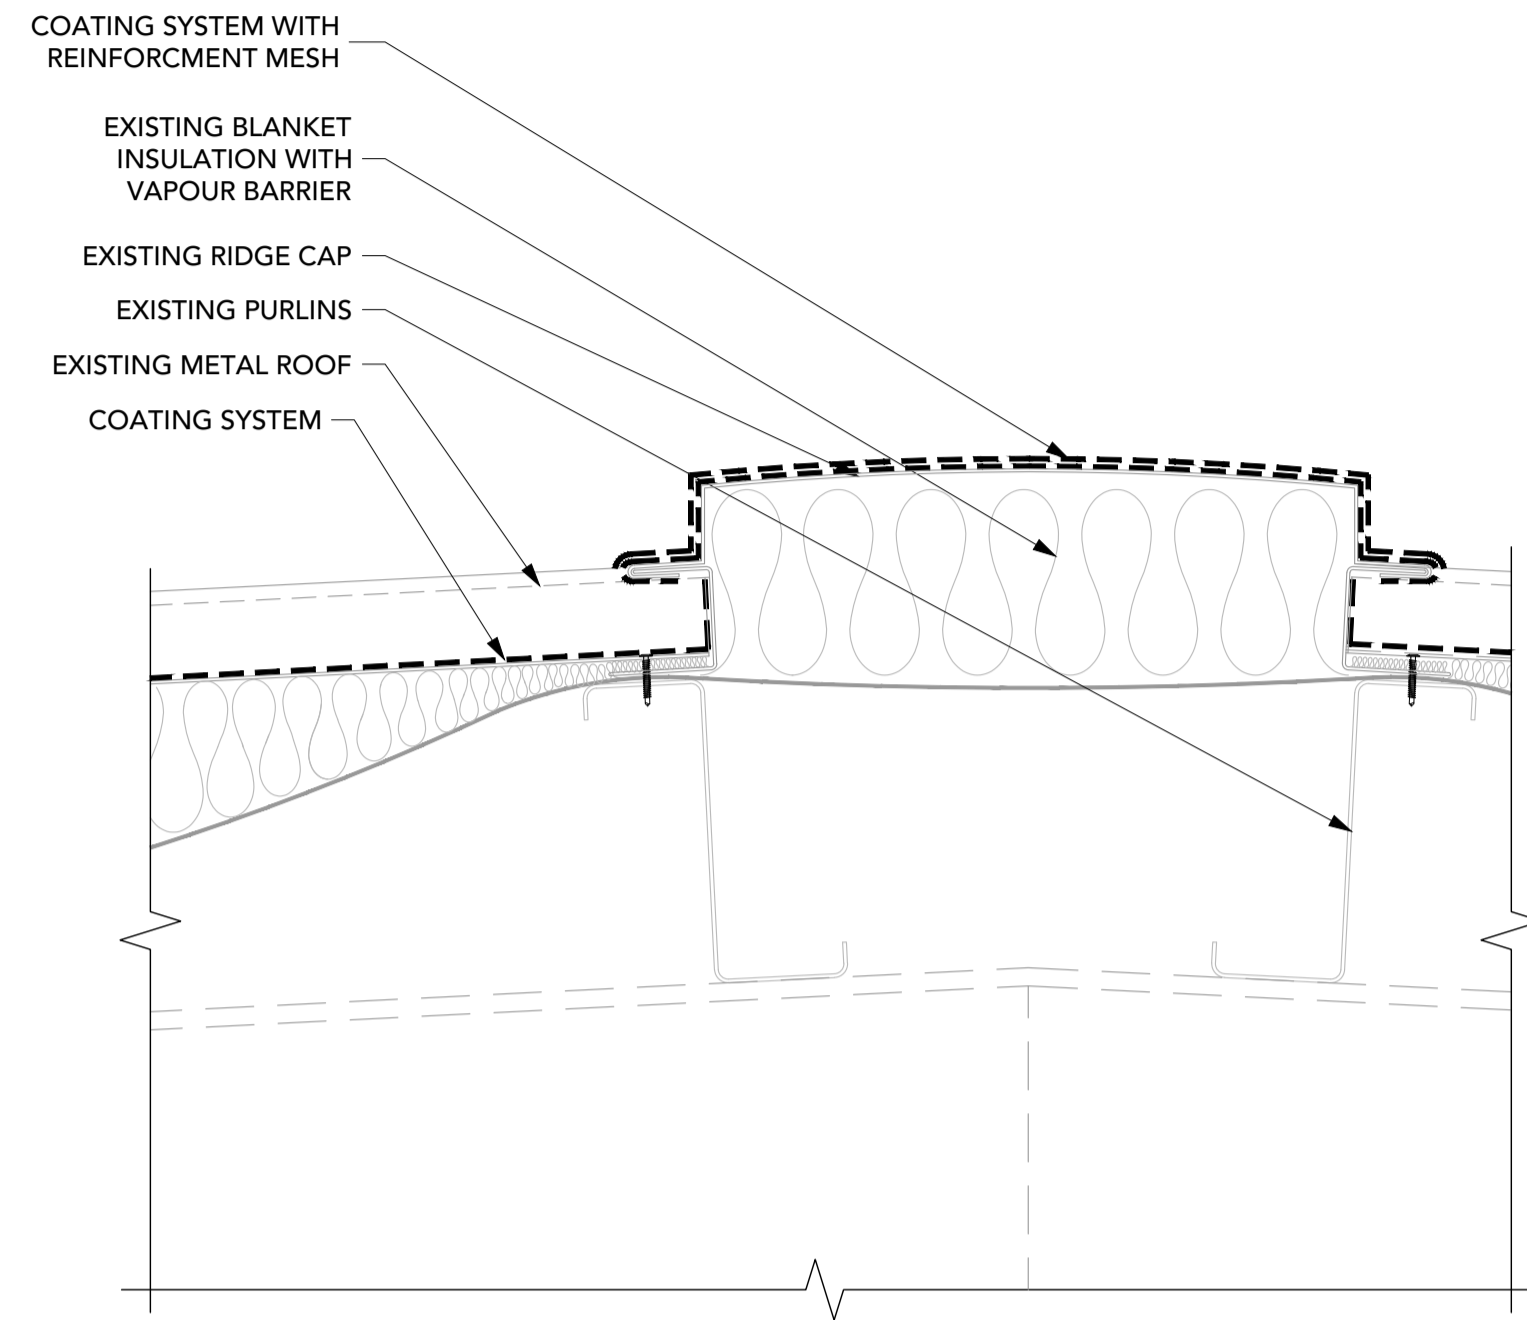 COATING SYSTEM WITH
REINFORCMENT MESH
EXISTING BLANKET
INSULATION WITH
VAPOUR BARRIER
EXISTING RIDGE CAP
EXISTING PURLINS
EXISTING METAL ROOF
COATING SYSTEM